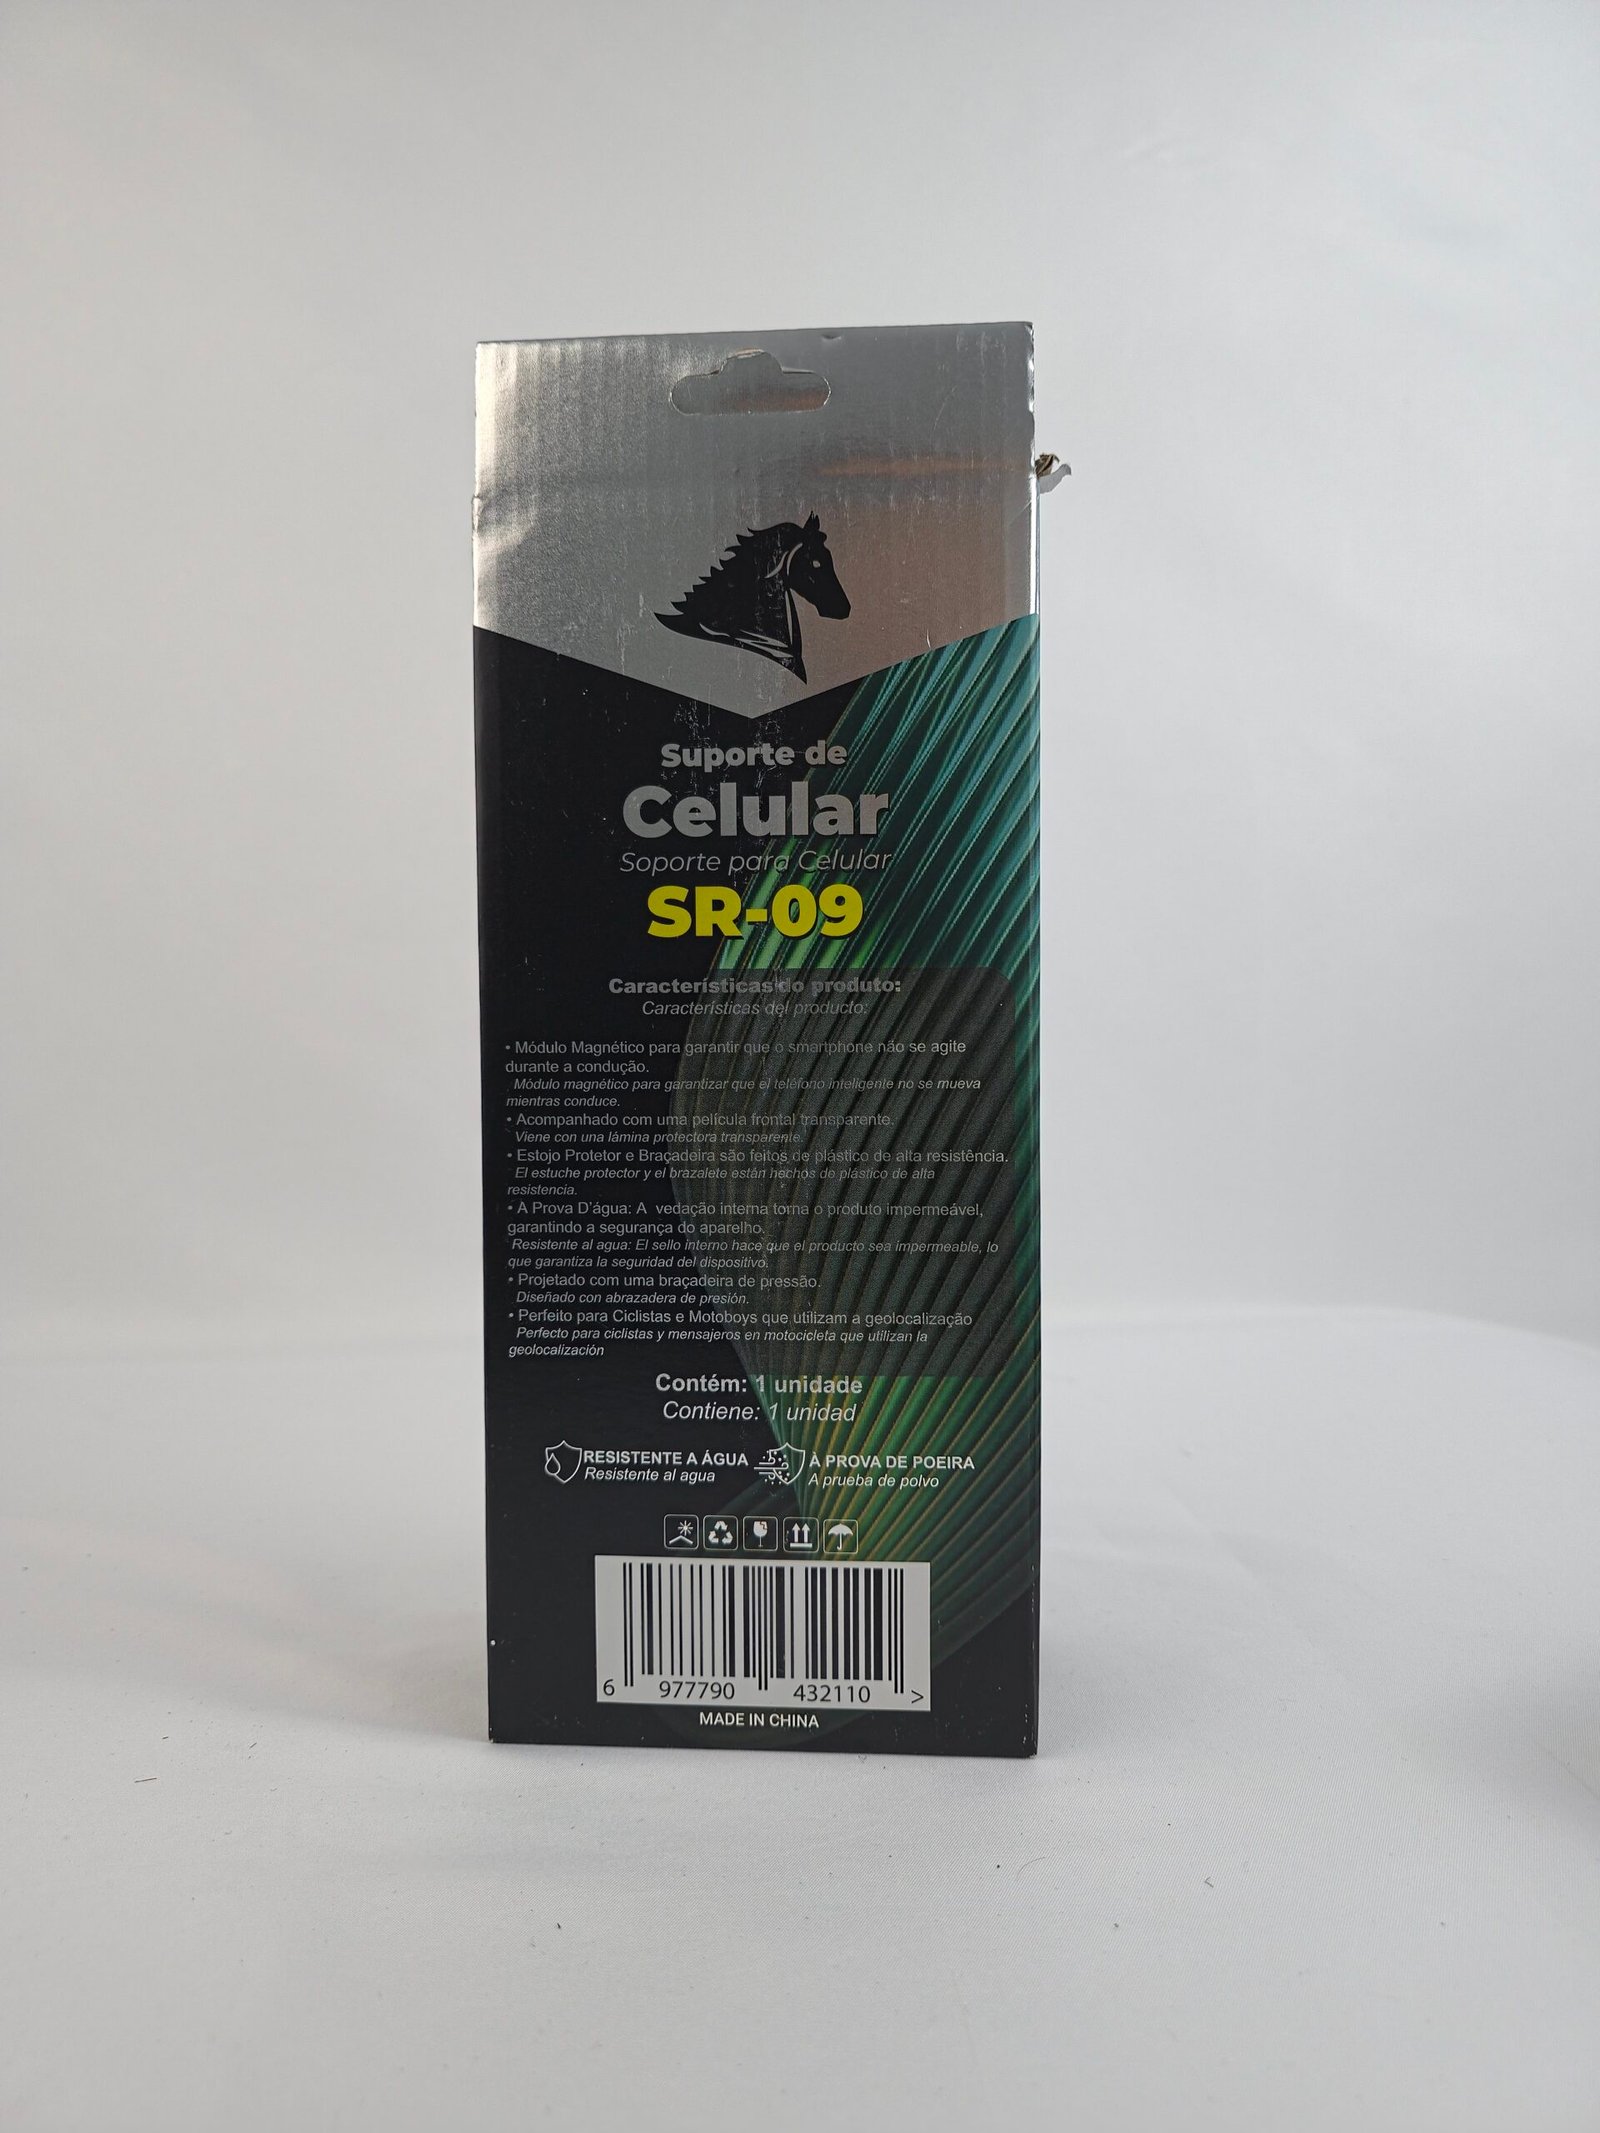 Suporte de
Celular
Soporte para Celular
SR-09
Características do produto:
Características del producto:
• Módulo Magnético para garantir que o smartphone não se agite
durante a condução.
Módulo magnético para garantizar que el teléfono inteligente no se mueva
mientras conduce.
• Acompanhado com uma película frontal transparente.
Viene con una lámina protectora transparente.
• Estojo Protetor e Braçadeira são feitos de plástico de alta resistência.
El estuche protector y el brazalete están hechos de plástico de alta
resistencia.
• À Prova D'água: A vedação interna torna o produto impermeável,
garantindo a segurança do aparelho.
Resistente al agua: El sello interno hace que el producto sea impermeable, lo
que garantiza la seguridad del dispositivo.
• Projetado com uma braçadeira de pressão.
Diseñado con abrazadera de presión.
• Perfeito para Ciclistas e Motoboys que utilizam a geolocalização
Perfecto para ciclistas y mensajeros en motocicleta que utilizan la
geolocalización
Contém: 1 unidade
Contiene: 1 unidad
RESISTENTE A ÁGUA À PROVA DE POEIRA
Resistente al agua A prueba de polvo
6 977790 432110 >
MADE IN CHINA